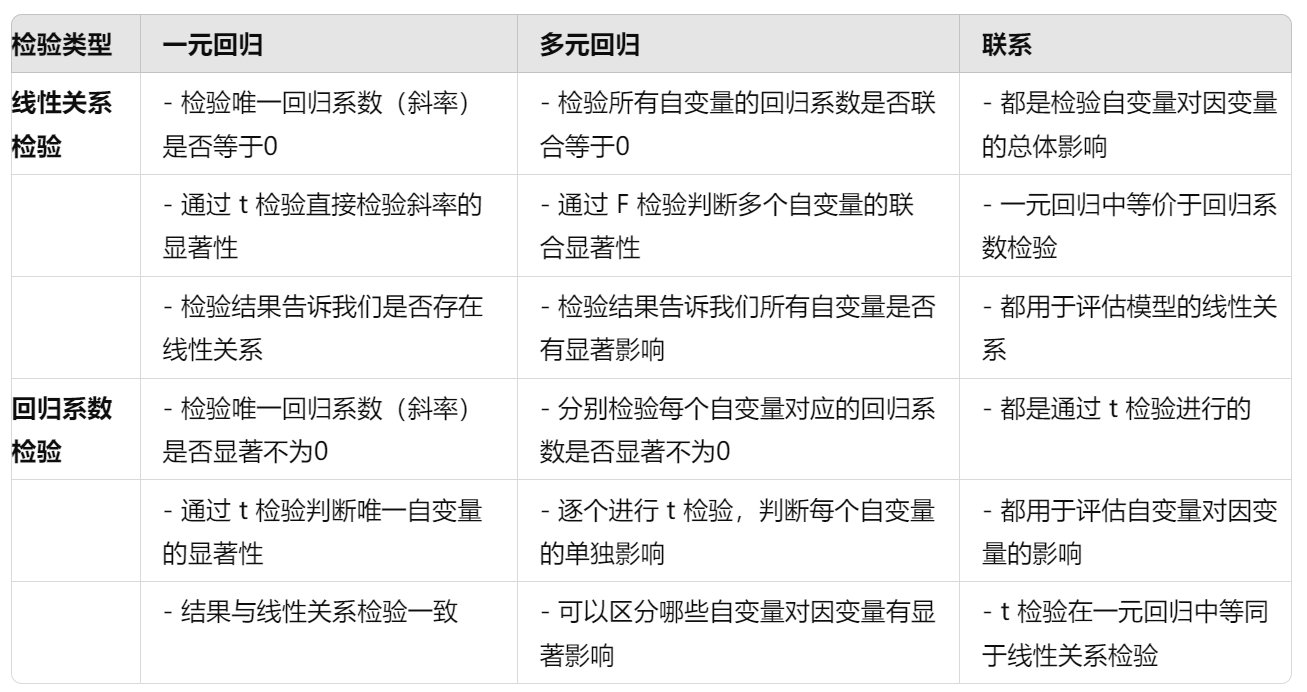 检验类型 一元回归 多元回归 联系
线性关系 - 检验唯一回归系数（斜率） - 检验所有自变量的回归系数是否联 - 都是检验自变量对因变量
检验 是否等于0 合等于0 的总体影响
- 通过 t 检验直接检验斜率的 - 通过 F 检验判断多个自变量的联 - 一元回归中等价于回归系
显著性 合显著性 数检验
- 检验结果告诉我们是否存在 - 检验结果告诉我们所有自变量是否 - 都用于评估模型的线性关
线性关系 有显著影响 系
回归系数 - 检验唯一回归系数（斜率） - 分别检验每个自变量对应的回归系 - 都是通过 t 检验进行的
检验 是否显著不为0 数是否显著不为0
- 通过 t 检验判断唯一自变量 - 逐个进行 t 检验，判断每个自变量 - 都用于评估自变量对因变
的显著性 的单独影响 量的影响
- 结果与线性关系检验一致 - 可以区分哪些自变量对因变量有显 - t 检验在一元回归中等同
著影响 于线性关系检验